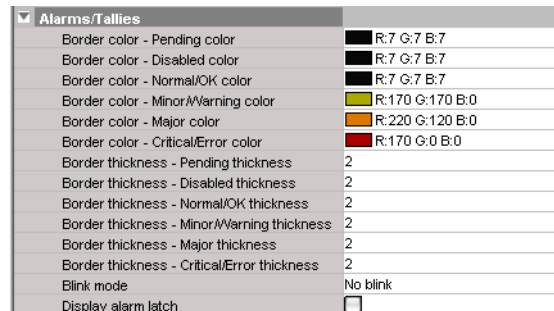 Alarms/Tallies
Border color - Pending color R:7 G:7 B:7
Border color - Disabled color R:7 G:7 B:7
Border color - Normal/OK color R:7 G:7 B:7
Border color - Minor/Warning color R:170 G:170 B:0
Border color - Major color R:220 G:120 B:0
Border color - Critical/Error color R:170 G:0 B:0
Border thickness - Pending thickness 2
Border thickness - Disabled thickness 2
Border thickness - Normal/OK thickness 2
Border thickness - Minor/Warning thickness 2
Border thickness - Major thickness 2
Border thickness - Critical/Error thickness 2
Blink mode No blink
Display alarm latch